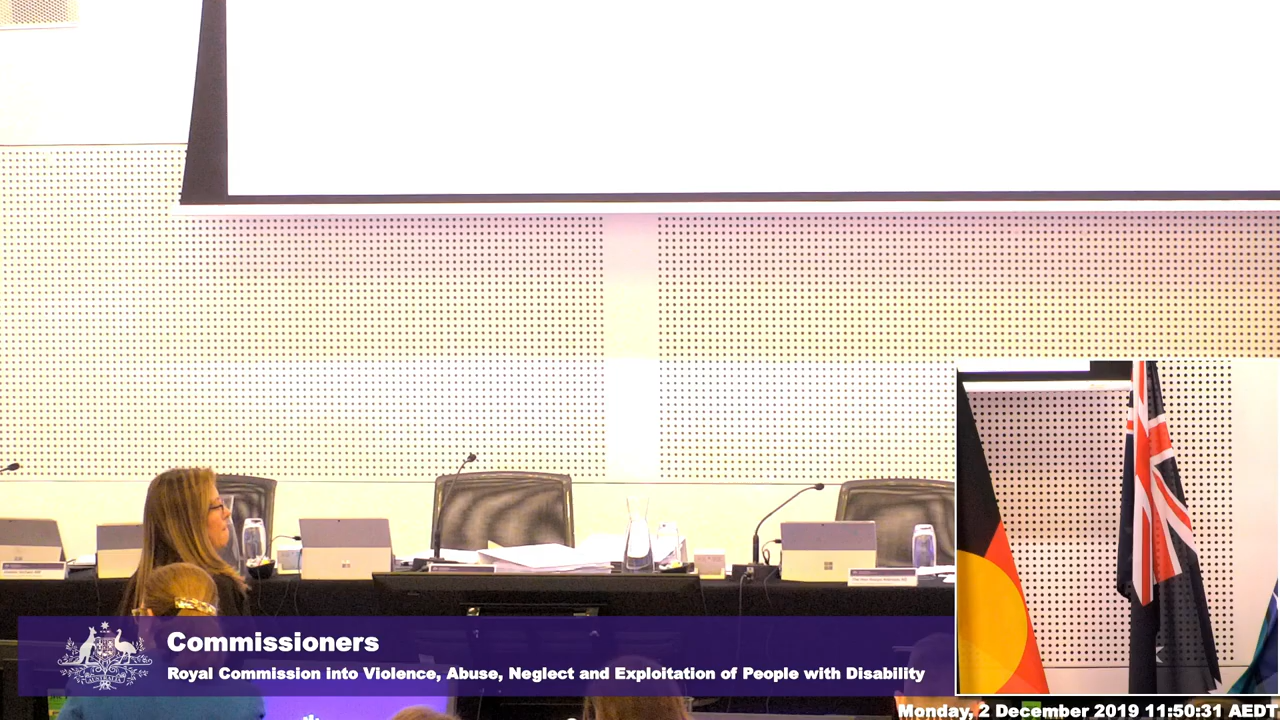 Commissioners
Royal Commission into Violence, Abuse, Neglect and Exploitation of People with Disability
AUSTRALIA
Monday, 2 December 2019 11:50:31 AEDT